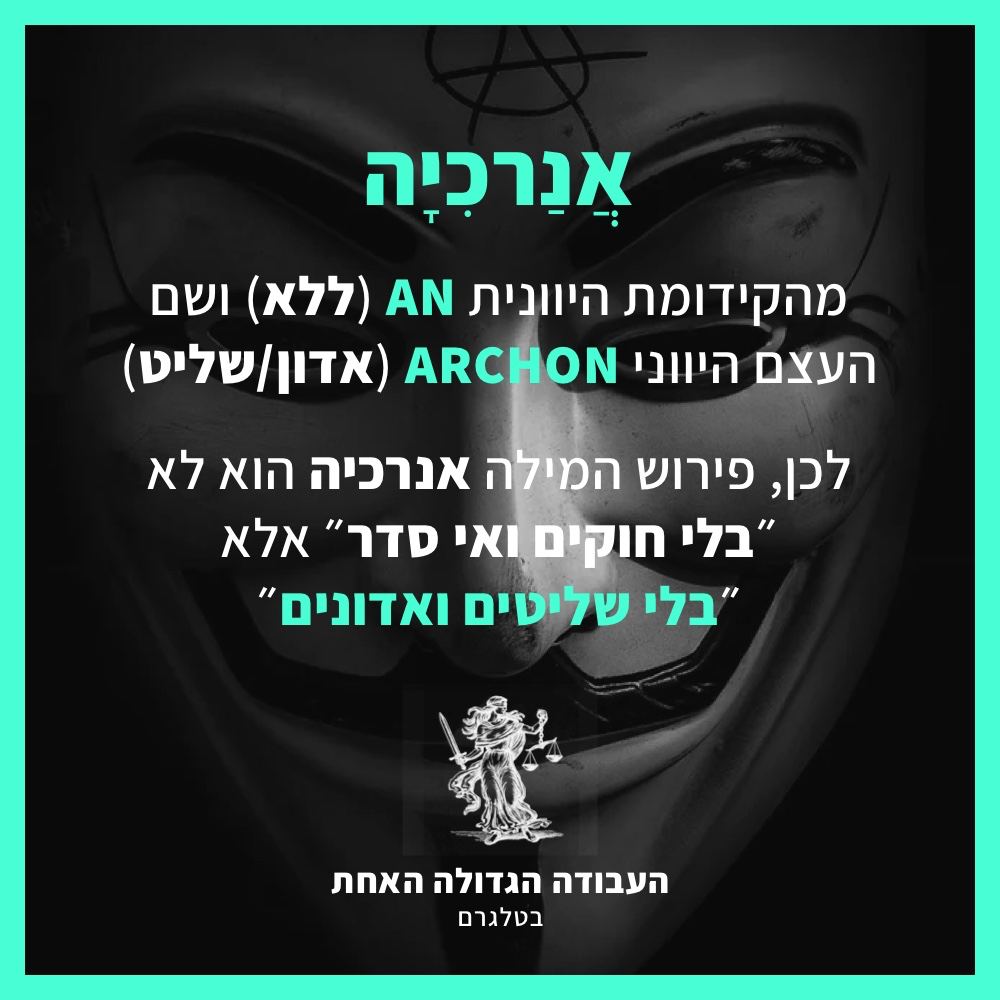 אֲנַרכִיָה
מהקידומת היוונית AN (ללא) ושם
העצם היווני ARCHON (אדון/שליט)
לכן, פירוש המילה אנרכיה הוא לא
״בלי חוקים ואי סדר״ אלא
״בלי שליטים ואדונים״
העבודה הגדולה האחת
בטלגרם